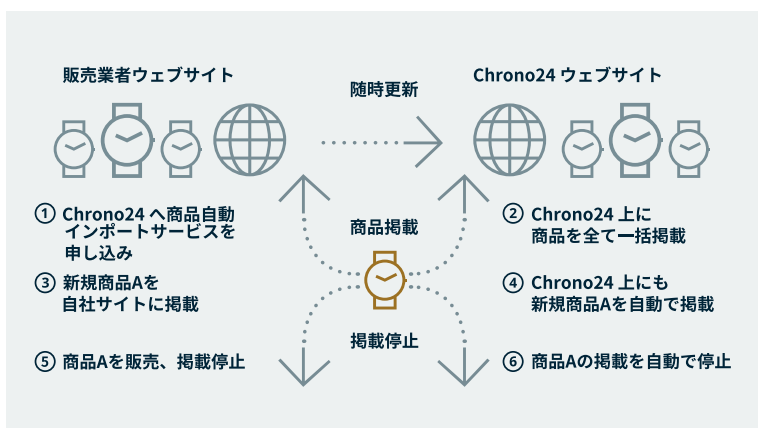 販売業者ウェブサイト
Chrono24 ウェブサイト
随時更新
① Chrono24 へ商品自動
インポートサービスを
申し込み
② Chrono24 上に
商品を全て一括掲載
商品掲載
③ 新規商品Aを
自社サイトに掲載
④ Chrono24 上にも
新規商品Aを自動で掲載
掲載停止
⑤ 商品Aを販売、掲載停止
⑥ 商品Aの掲載を自動で停止